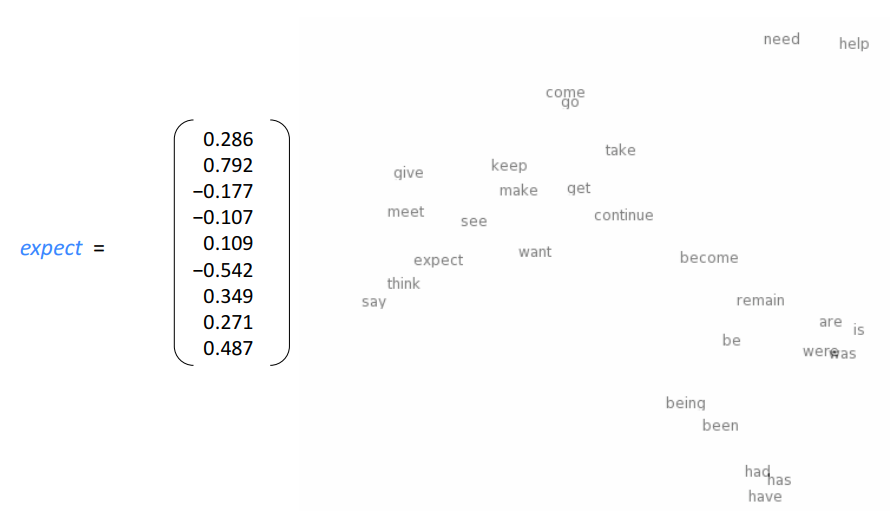 expect =
0.286
0.792
−0.177
−0.107
0.109
−0.542
0.349
0.271
0.487
need
help
come
go
take
keep
give
make
get
meet
see
continue
want
expect
become
think
say
remain
are
is
be
were
was
being
been
had
has
have